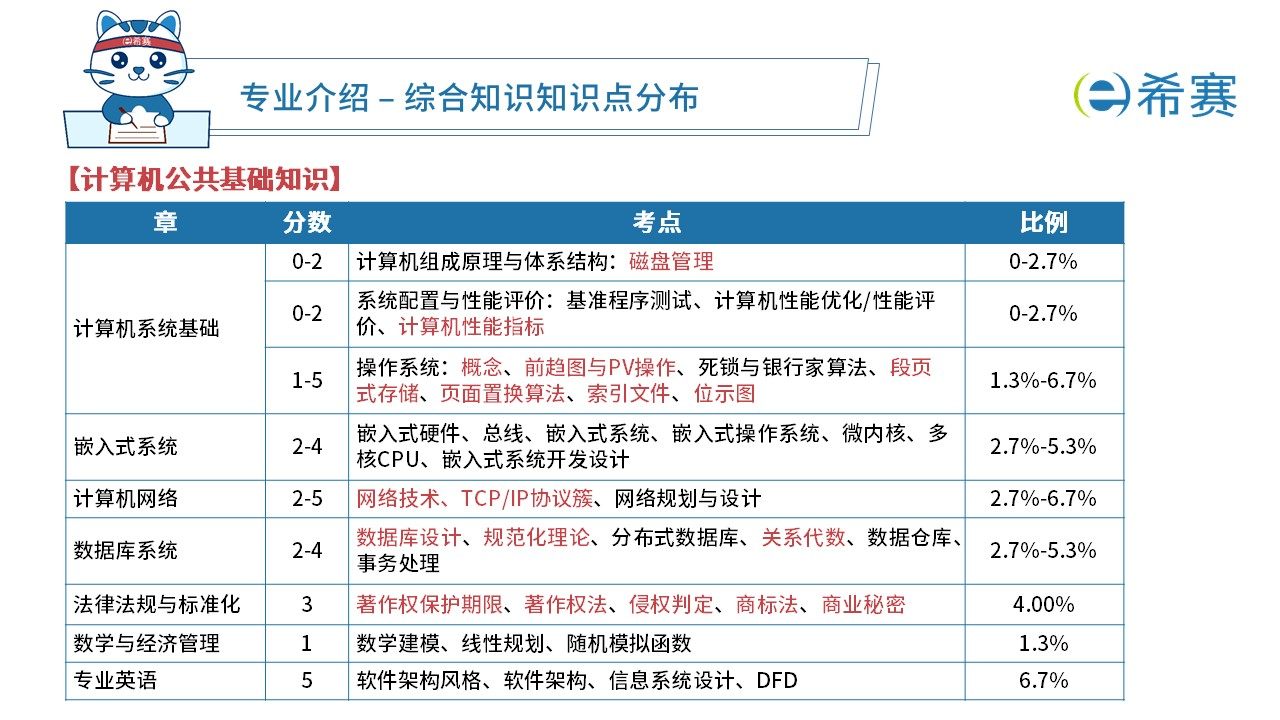 希赛
专业介绍 – 综合知识知识点分布
希赛
【计算机公共基础知识】
章 分数 考点 比例
计算机系统基础
0-2 计算机组成原理与体系结构：磁盘管理 0-2.7%
0-2 系统配置与性能评价：基准程序测试、计算机性能优化/性能评
价、计算机性能指标 0-2.7%
1-5 操作系统：概念、前趋图与PV操作、死锁与银行家算法、段页
式存储、页面置换算法、索引文件、位示图 1.3%-6.7%
嵌入式系统 2-4 嵌入式硬件、总线、嵌入式系统、嵌入式操作系统、微内核、多
核CPU、嵌入式系统开发设计 2.7%-5.3%
计算机网络 2-5 网络技术、TCP/IP协议簇、网络规划与设计 2.7%-6.7%
数据库系统 2-4 数据库设计、规范化理论、分布式数据库、关系代数、数据仓库、
事务处理 2.7%-5.3%
法律法规与标准化 3 著作权保护期限、著作权法、侵权判定、商标法、商业秘密 4.00%
数学与经济管理 1 数学建模、线性规划、随机模拟函数 1.3%
专业英语 5 软件架构风格、软件架构、信息系统设计、DFD 6.7%